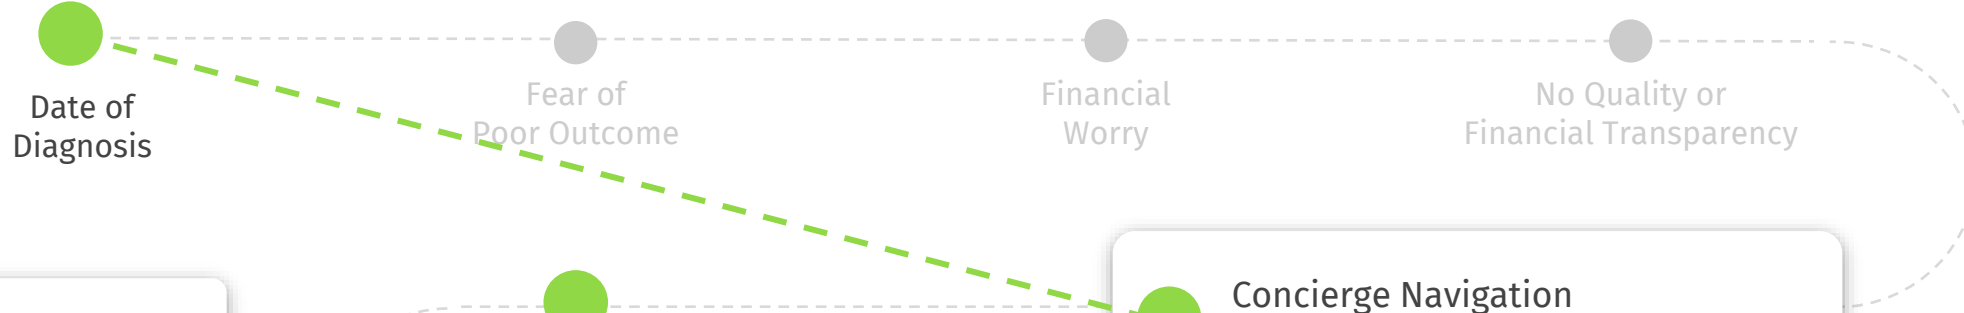 Date of
Diagnosis
Fear of
Poor Outcome
Financial
Worry
No Quality or
Financial Transparency
Concierge Navigation